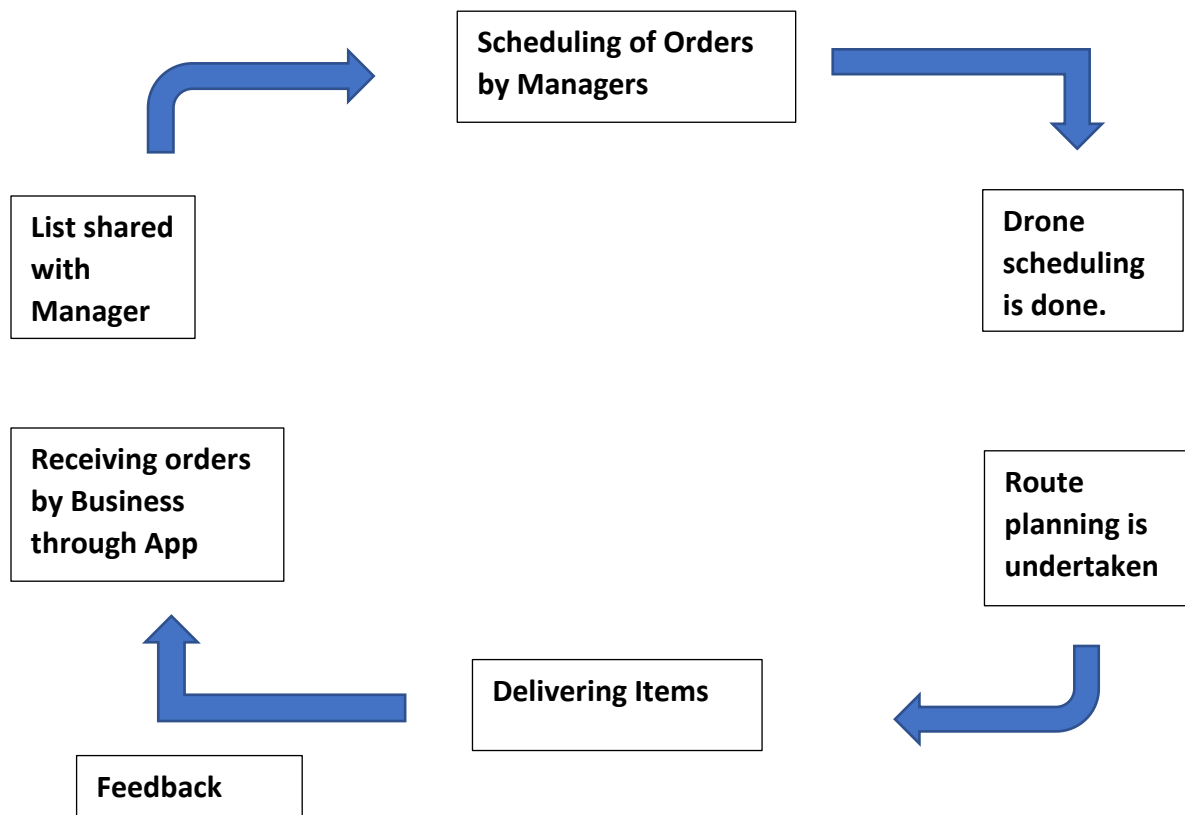 Scheduling of Orders
by Managers
List shared
with
Manager
Drone
scheduling
is done.
Receiving orders
by Business
through App
Route
planning is
undertaken
Delivering Items
Feedback